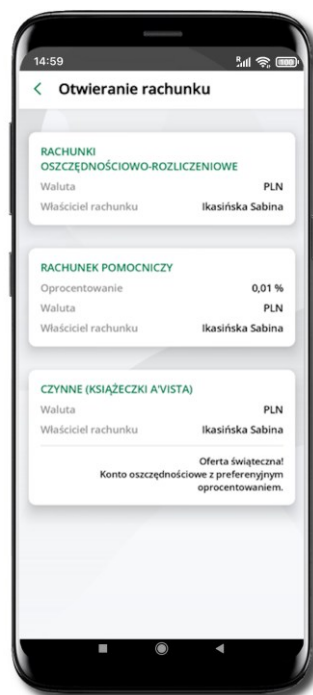 14:59
Otwieranie rachunku
RACHUNKI
OSZCZĘDNOŚCIOWO-ROZLICZENIOWE
Waluta PLN
Właściciel rachunku Ikasińska Sabina
RACHUNEK POMOCNICZY
Oprocentowanie 0,01 %
Waluta PLN
Właściciel rachunku Ikasińska Sabina
CZYNNE (KSIĄŻECZKI A'VISTA)
Waluta PLN
Właściciel rachunku Ikasińska Sabina
Oferta świąteczna!
Konto oszczędnościowe z preferenyjnym
oprocentowaniem.